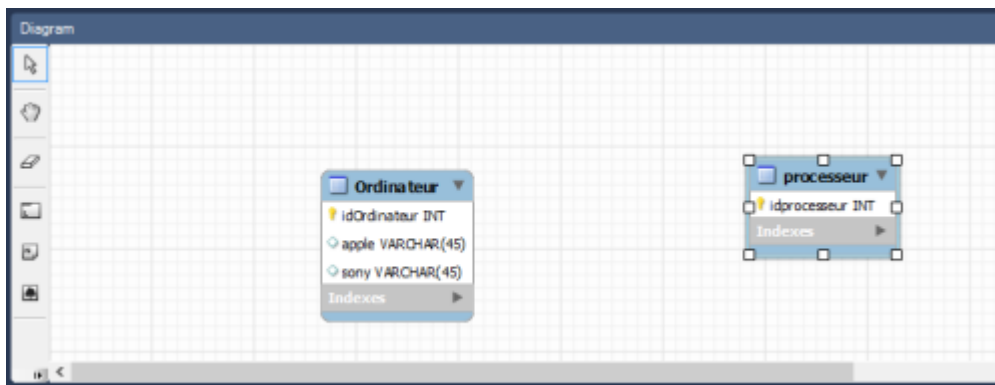 Diagram
Ordinateur
idOrdinateur INT
apple VARCHAR(45)
sony VARCHAR(45)
Indexes
processeur
idprocesseur INT
Indexes